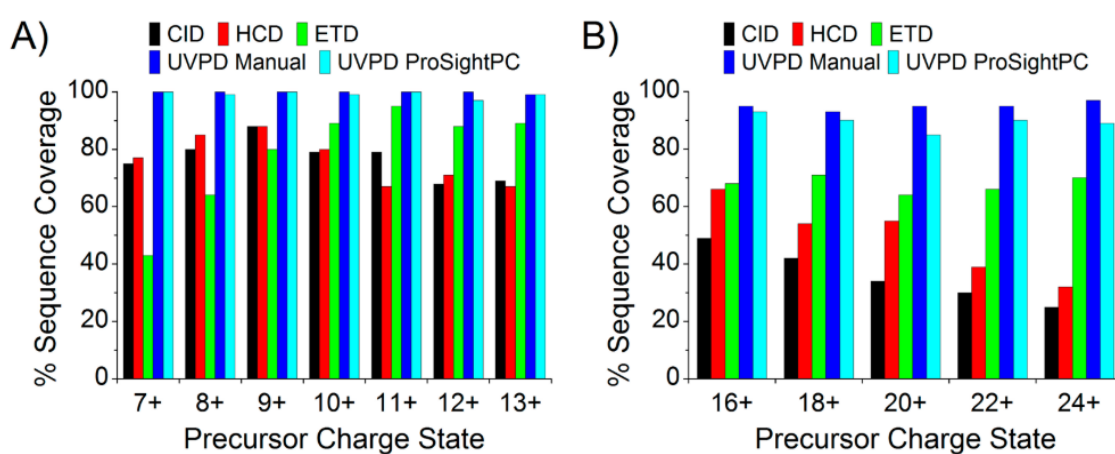 A)
CID HCD ETD
UVPD Manual UVPD ProSightPC
100
80
60
40
20
0
% Sequence Coverage
7+ 8+ 9+ 10+ 11+ 12+ 13+
Precursor Charge State
B)
CID HCD ETD
UVPD Manual UVPD ProSightPC
100
80
60
40
20
0
% Sequence Coverage
16+ 18+ 20+ 22+ 24+
Precursor Charge State